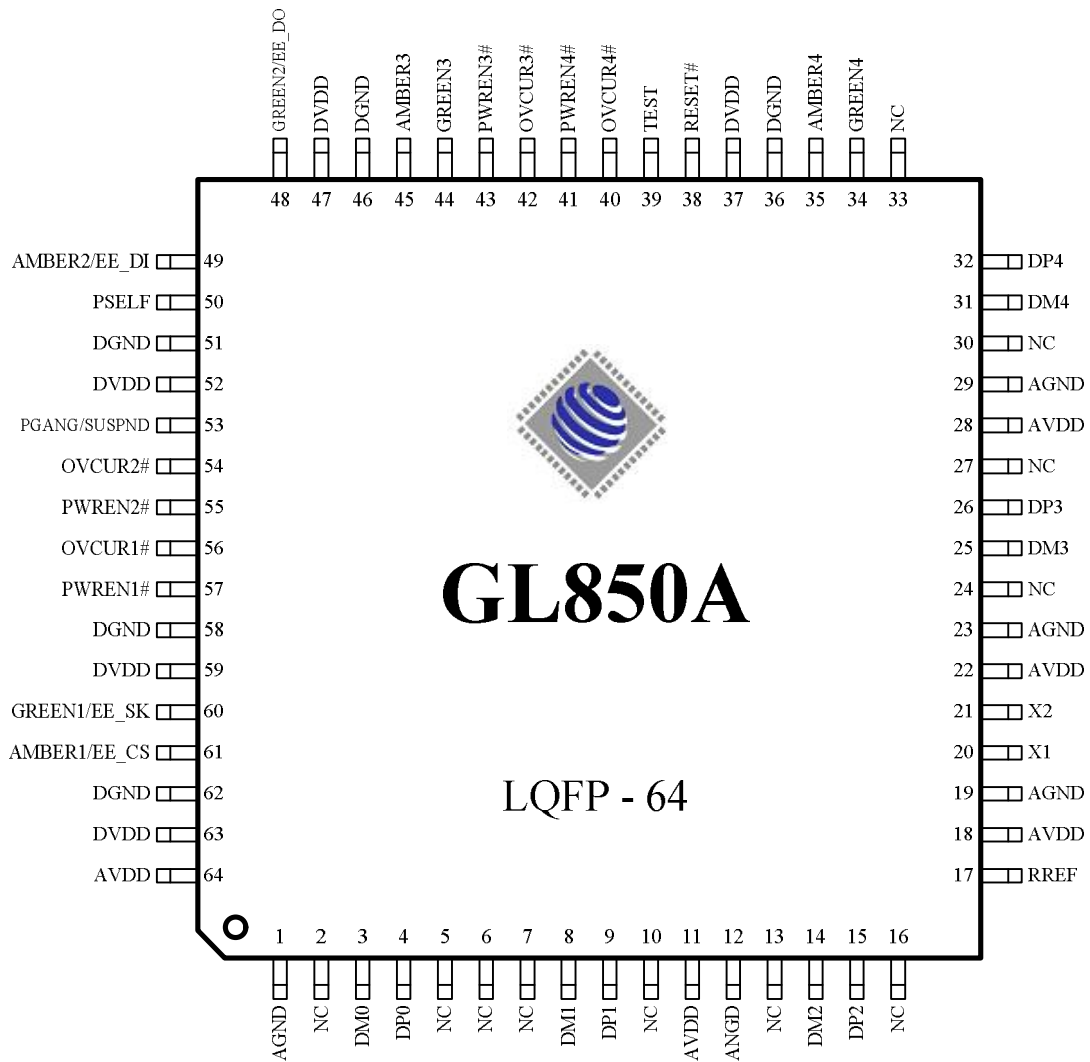 GREEN2/EE_DO
DVDD
DGND
AMBER3
GREEN3
PWREN3#
OVCUR3#
PWREN4#
OVCUR4#
TEST
RESET#
DVDD
DGND
AMBER4
GREEN4
NC
48 47 46 45 44 43 42 41 40 39 38 37 36 35 34 33
AMBER2/EE_DI 49
PSELF 50
DGND 51
DVDD 52
PGANG/SUSPND 53
OVCUR2# 54
PWREN2# 55
OVCUR1# 56
PWREN1# 57
DGND 58
DVDD 59
GREEN1/EE_SK 60
AMBER1/EE_CS 61
DGND 62
DVDD 63
AVDD 64
GL850A
LQFP - 64
32 DP4
31 DM4
30 NC
29 AGND
28 AVDD
27 NC
26 DP3
25 DM3
24 NC
23 AGND
22 AVDD
21 X2
20 X1
19 AGND
18 AVDD
17 RREF
1 2 3 4 5 6 7 8 9 10 11 12 13 14 15 16
AGND
NC
DM0
DP0
NC
NC
NC
DM1
DP1
NC
AVDD
ANGD
NC
DM2
DP2
NC